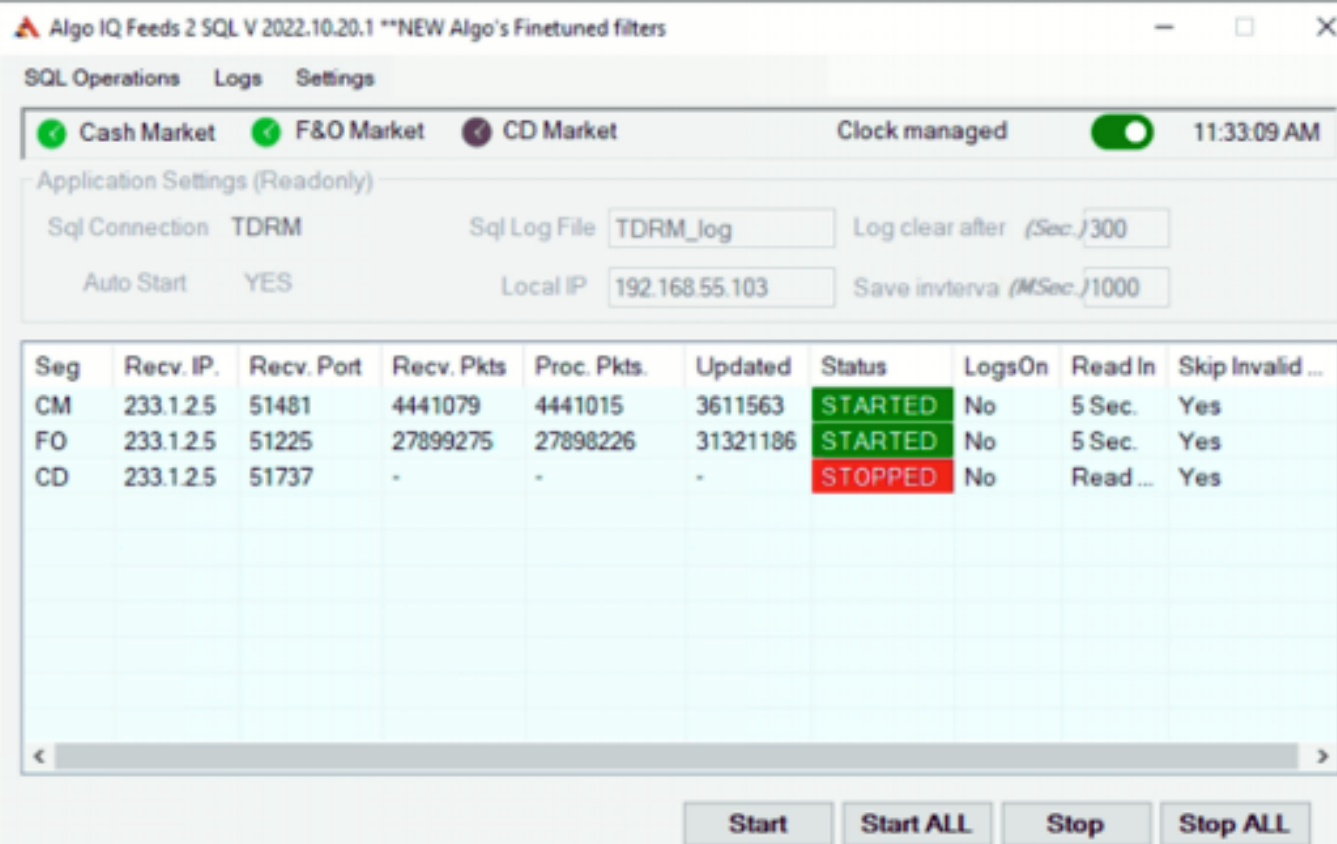 Algo IQ Feeds 2 SQL V 2022.10.20.1 **NEW Algo's Finetuned filters
SQL Operations Logs Settings
Cash Market F&O Market CD Market Clock managed 11:33:09 AM
Application Settings (Readonly)
Sql Connection TDRM Sql Log File TDRM_log Log clear after (Sec.) 300
Auto Start YES Local IP 192.168.55.103 Save invterva (MSec.) 1000
Seg Recv. IP. Recv. Port Recv. Pkts Proc. Pkts. Updated Status LogsOn Read In Skip Invalid ...
CM 233.1.2.5 51481 4441079 4441015 3611563 STARTED No 5 Sec. Yes
FO 233.1.2.5 51225 27899275 27898226 31321186 STARTED No 5 Sec. Yes
CD 233.1.2.5 51737 - - - STOPPED No Read ... Yes
Start Start ALL Stop Stop ALL